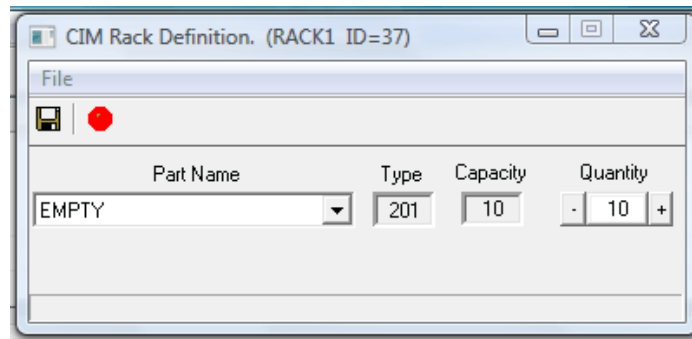 CIM Rack Definition. (RACK1 ID=37)
File
Part Name Type Capacity Quantity
EMPTY 201 10 - 10 +